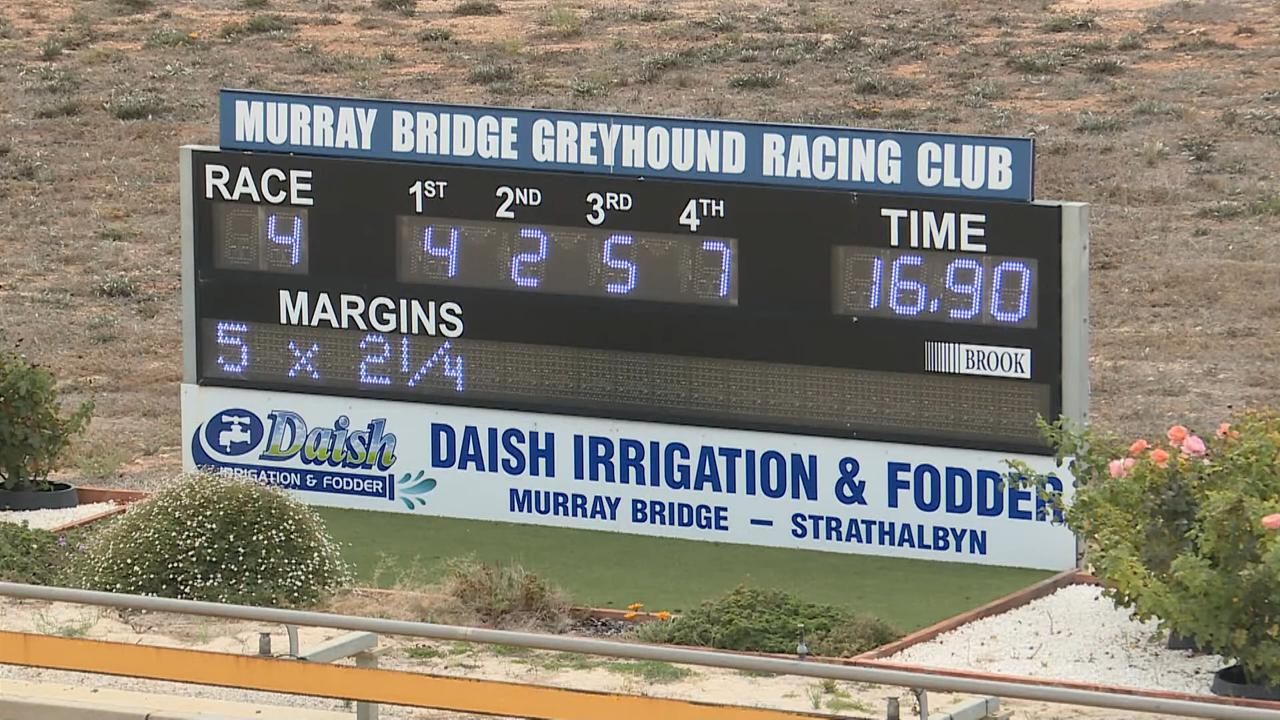 MURRAY BRIDGE GREYHOUND RACING CLUB
RACE 1ST 2ND 3RD 4TH TIME
4 4 2 5 7 16.90
MARGINS
5 x 2 1/4
BROOK
Daish
IRRIGATION & FODDER
DAISH IRRIGATION & FODDER
MURRAY BRIDGE – STRATHALBYN